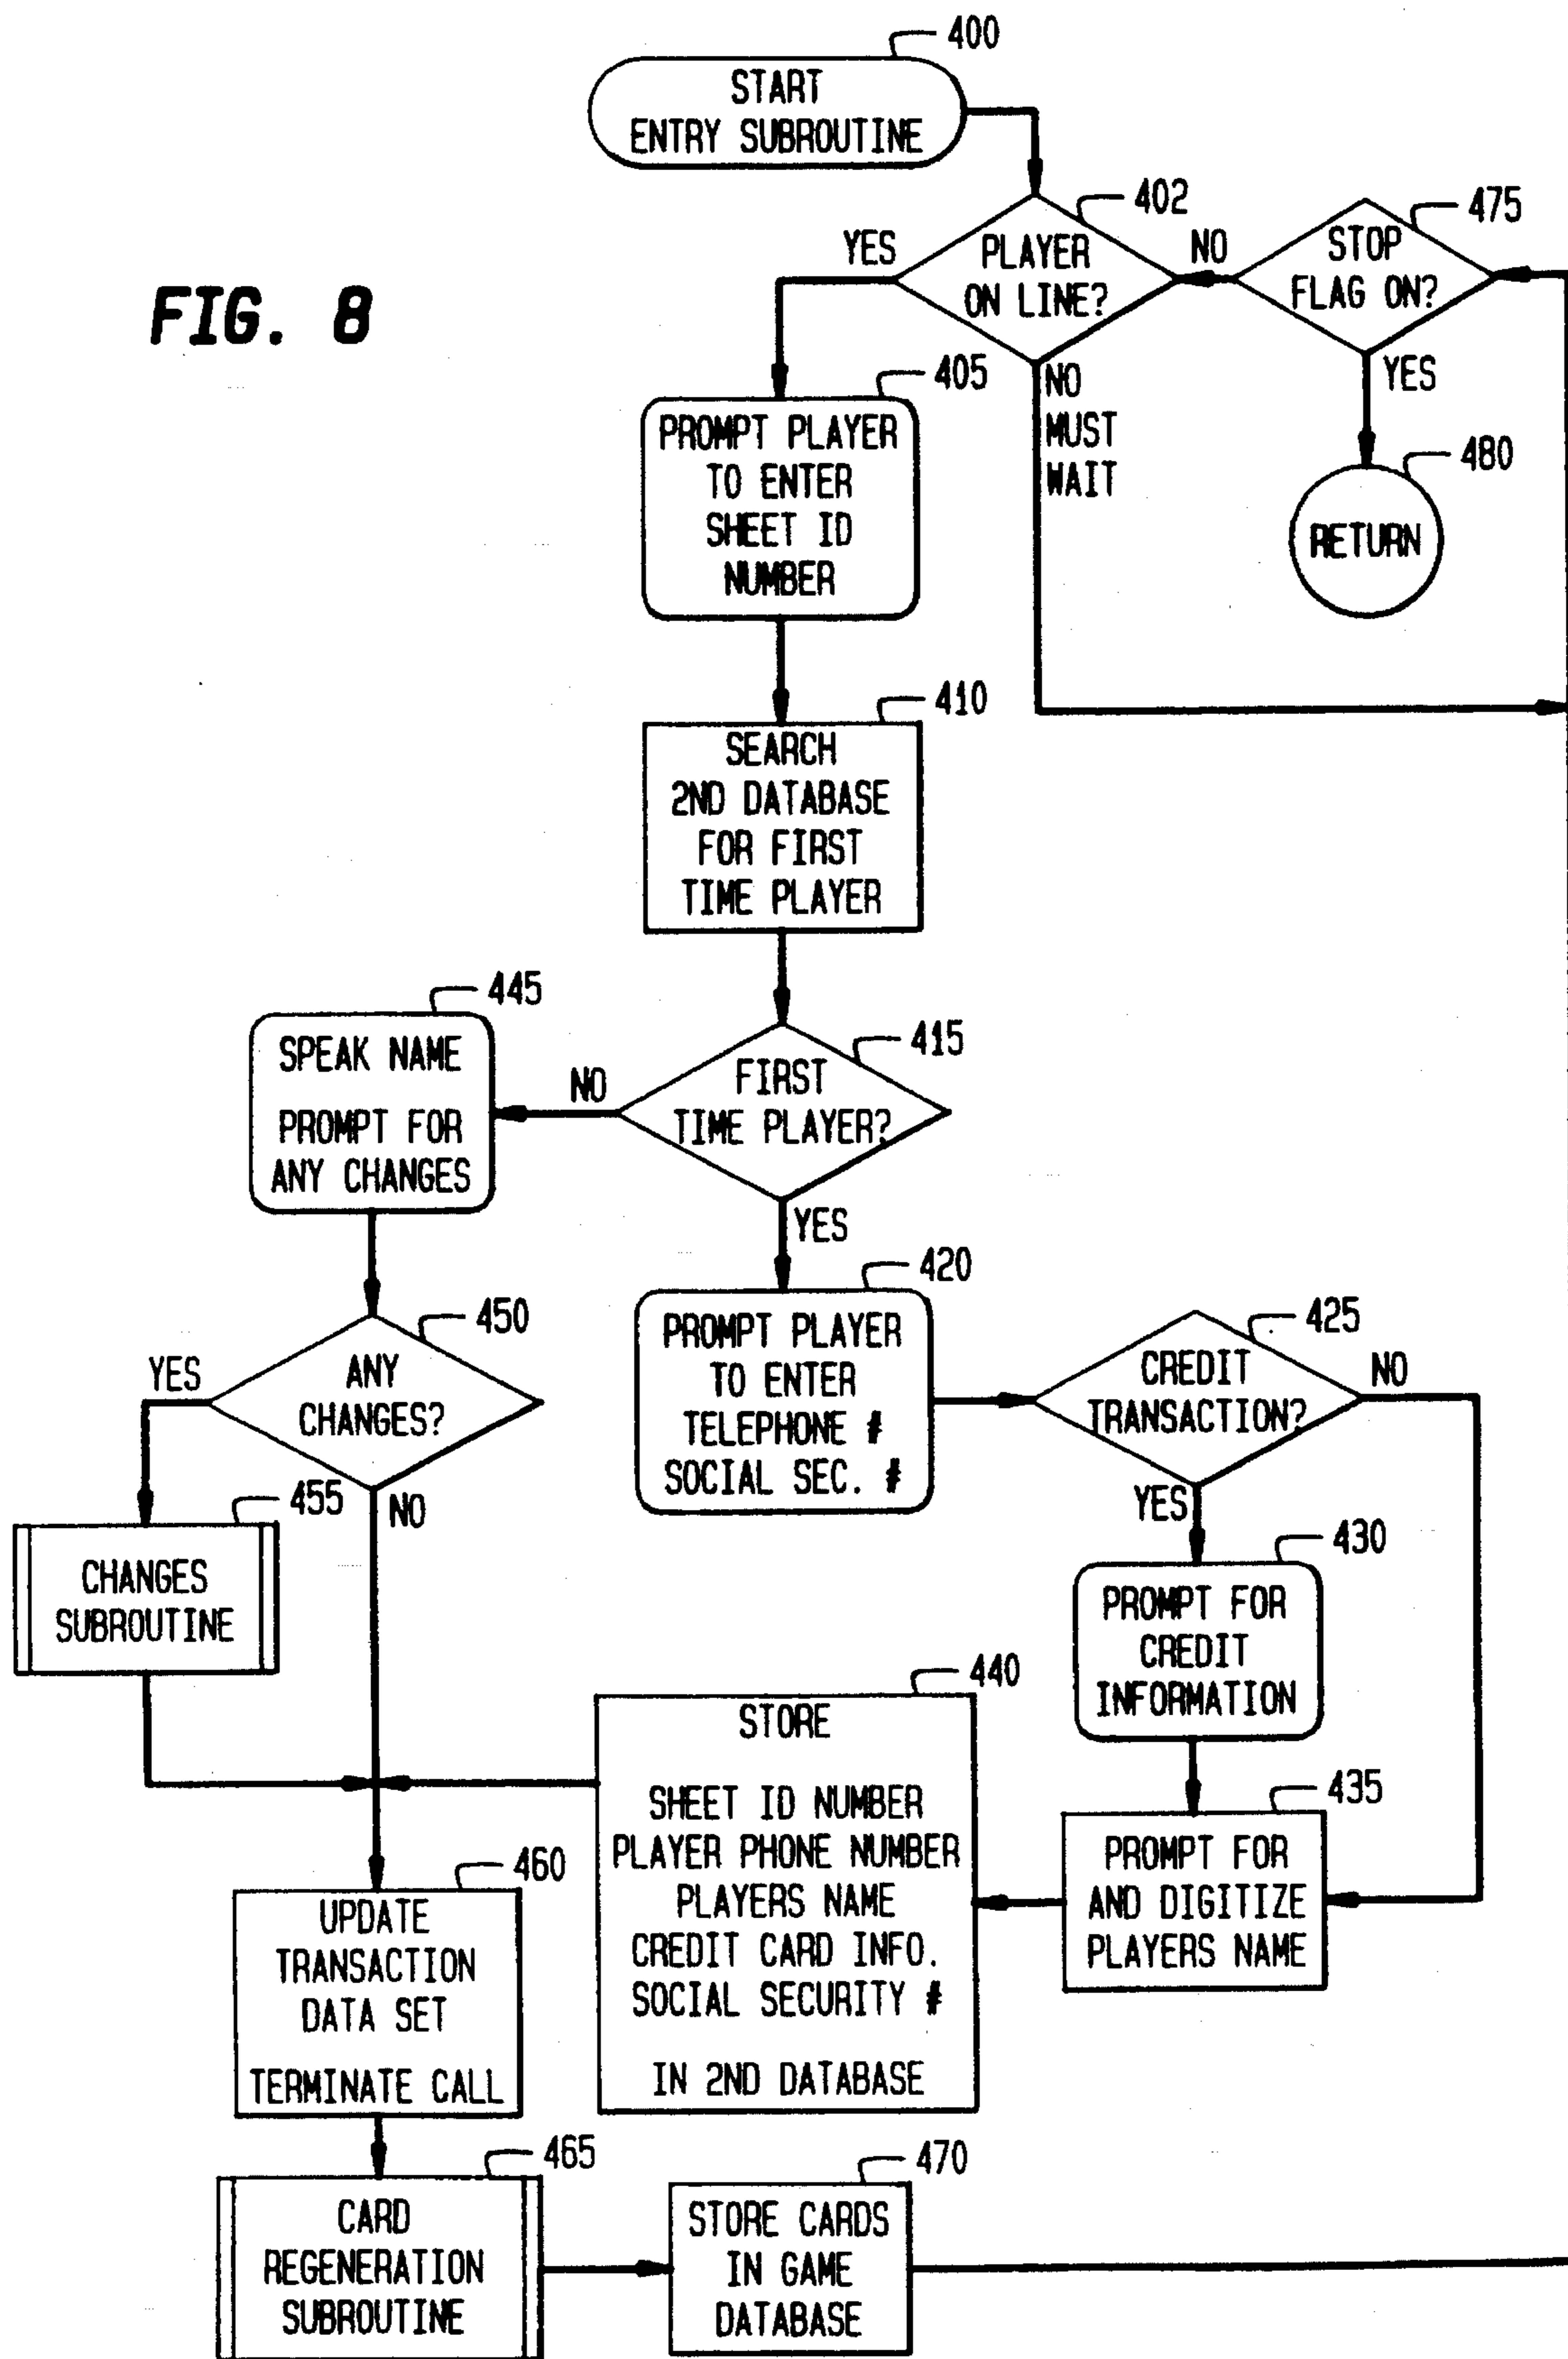 400
START
ENTRY SUBROUTINE
FIG. 8
402
YES
PLAYER
ON LINE?
NO
475
STOP
FLAG ON?
YES
480
RETURN
NO
MUST
WAIT
405
PROMPT PLAYER
TO ENTER
SHEET ID
NUMBER
410
SEARCH
2ND DATABASE
FOR FIRST
TIME PLAYER
415
FIRST
TIME PLAYER?
NO
YES
445
SPEAK NAME
PROMPT FOR
ANY CHANGES
420
PROMPT PLAYER
TO ENTER
TELEPHONE #
SOCIAL SEC. #
425
CREDIT
TRANSACTION?
NO
YES
450
YES
ANY
CHANGES?
NO
455
CHANGES
SUBROUTINE
430
PROMPT FOR
CREDIT
INFORMATION
435
PROMPT FOR
AND DIGITIZE
PLAYERS NAME
440
STORE
SHEET ID NUMBER
PLAYER PHONE NUMBER
PLAYERS NAME
CREDIT CARD INFO.
SOCIAL SECURITY #
IN 2ND DATABASE
460
UPDATE
TRANSACTION
DATA SET
TERMINATE CALL
465
CARD
REGENERATION
SUBROUTINE
470
STORE CARDS
IN GAME
DATABASE